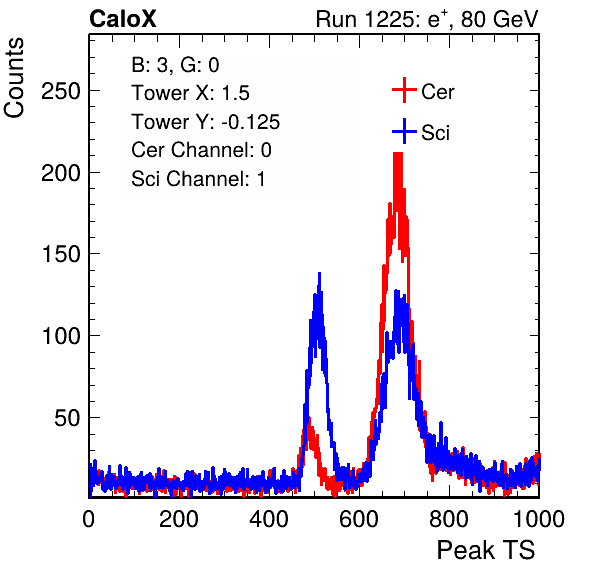 CaloX Run 1225: e⁺, 80 GeV
Counts
B: 3, G: 0
Tower X: 1.5
Tower Y: -0.125
Cer Channel: 0
Sci Channel: 1
Cer
Sci
250
200
150
100
50
0 200 400 600 800 1000
Peak TS